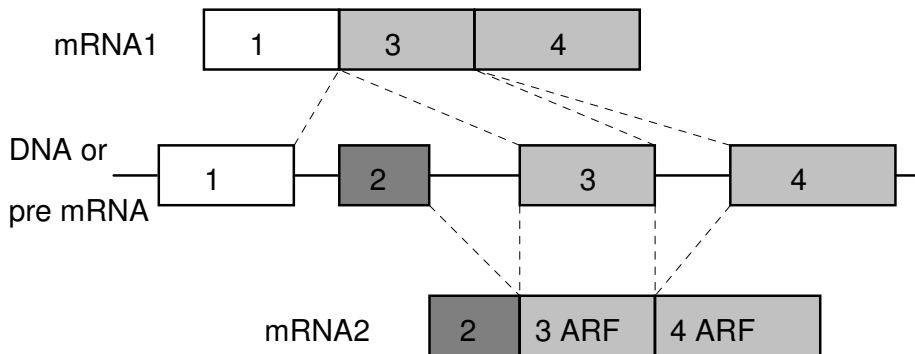 mRNA1 1 3 4
DNA or
1 2 3 4
pre mRNA
mRNA2 2 3 ARF 4 ARF